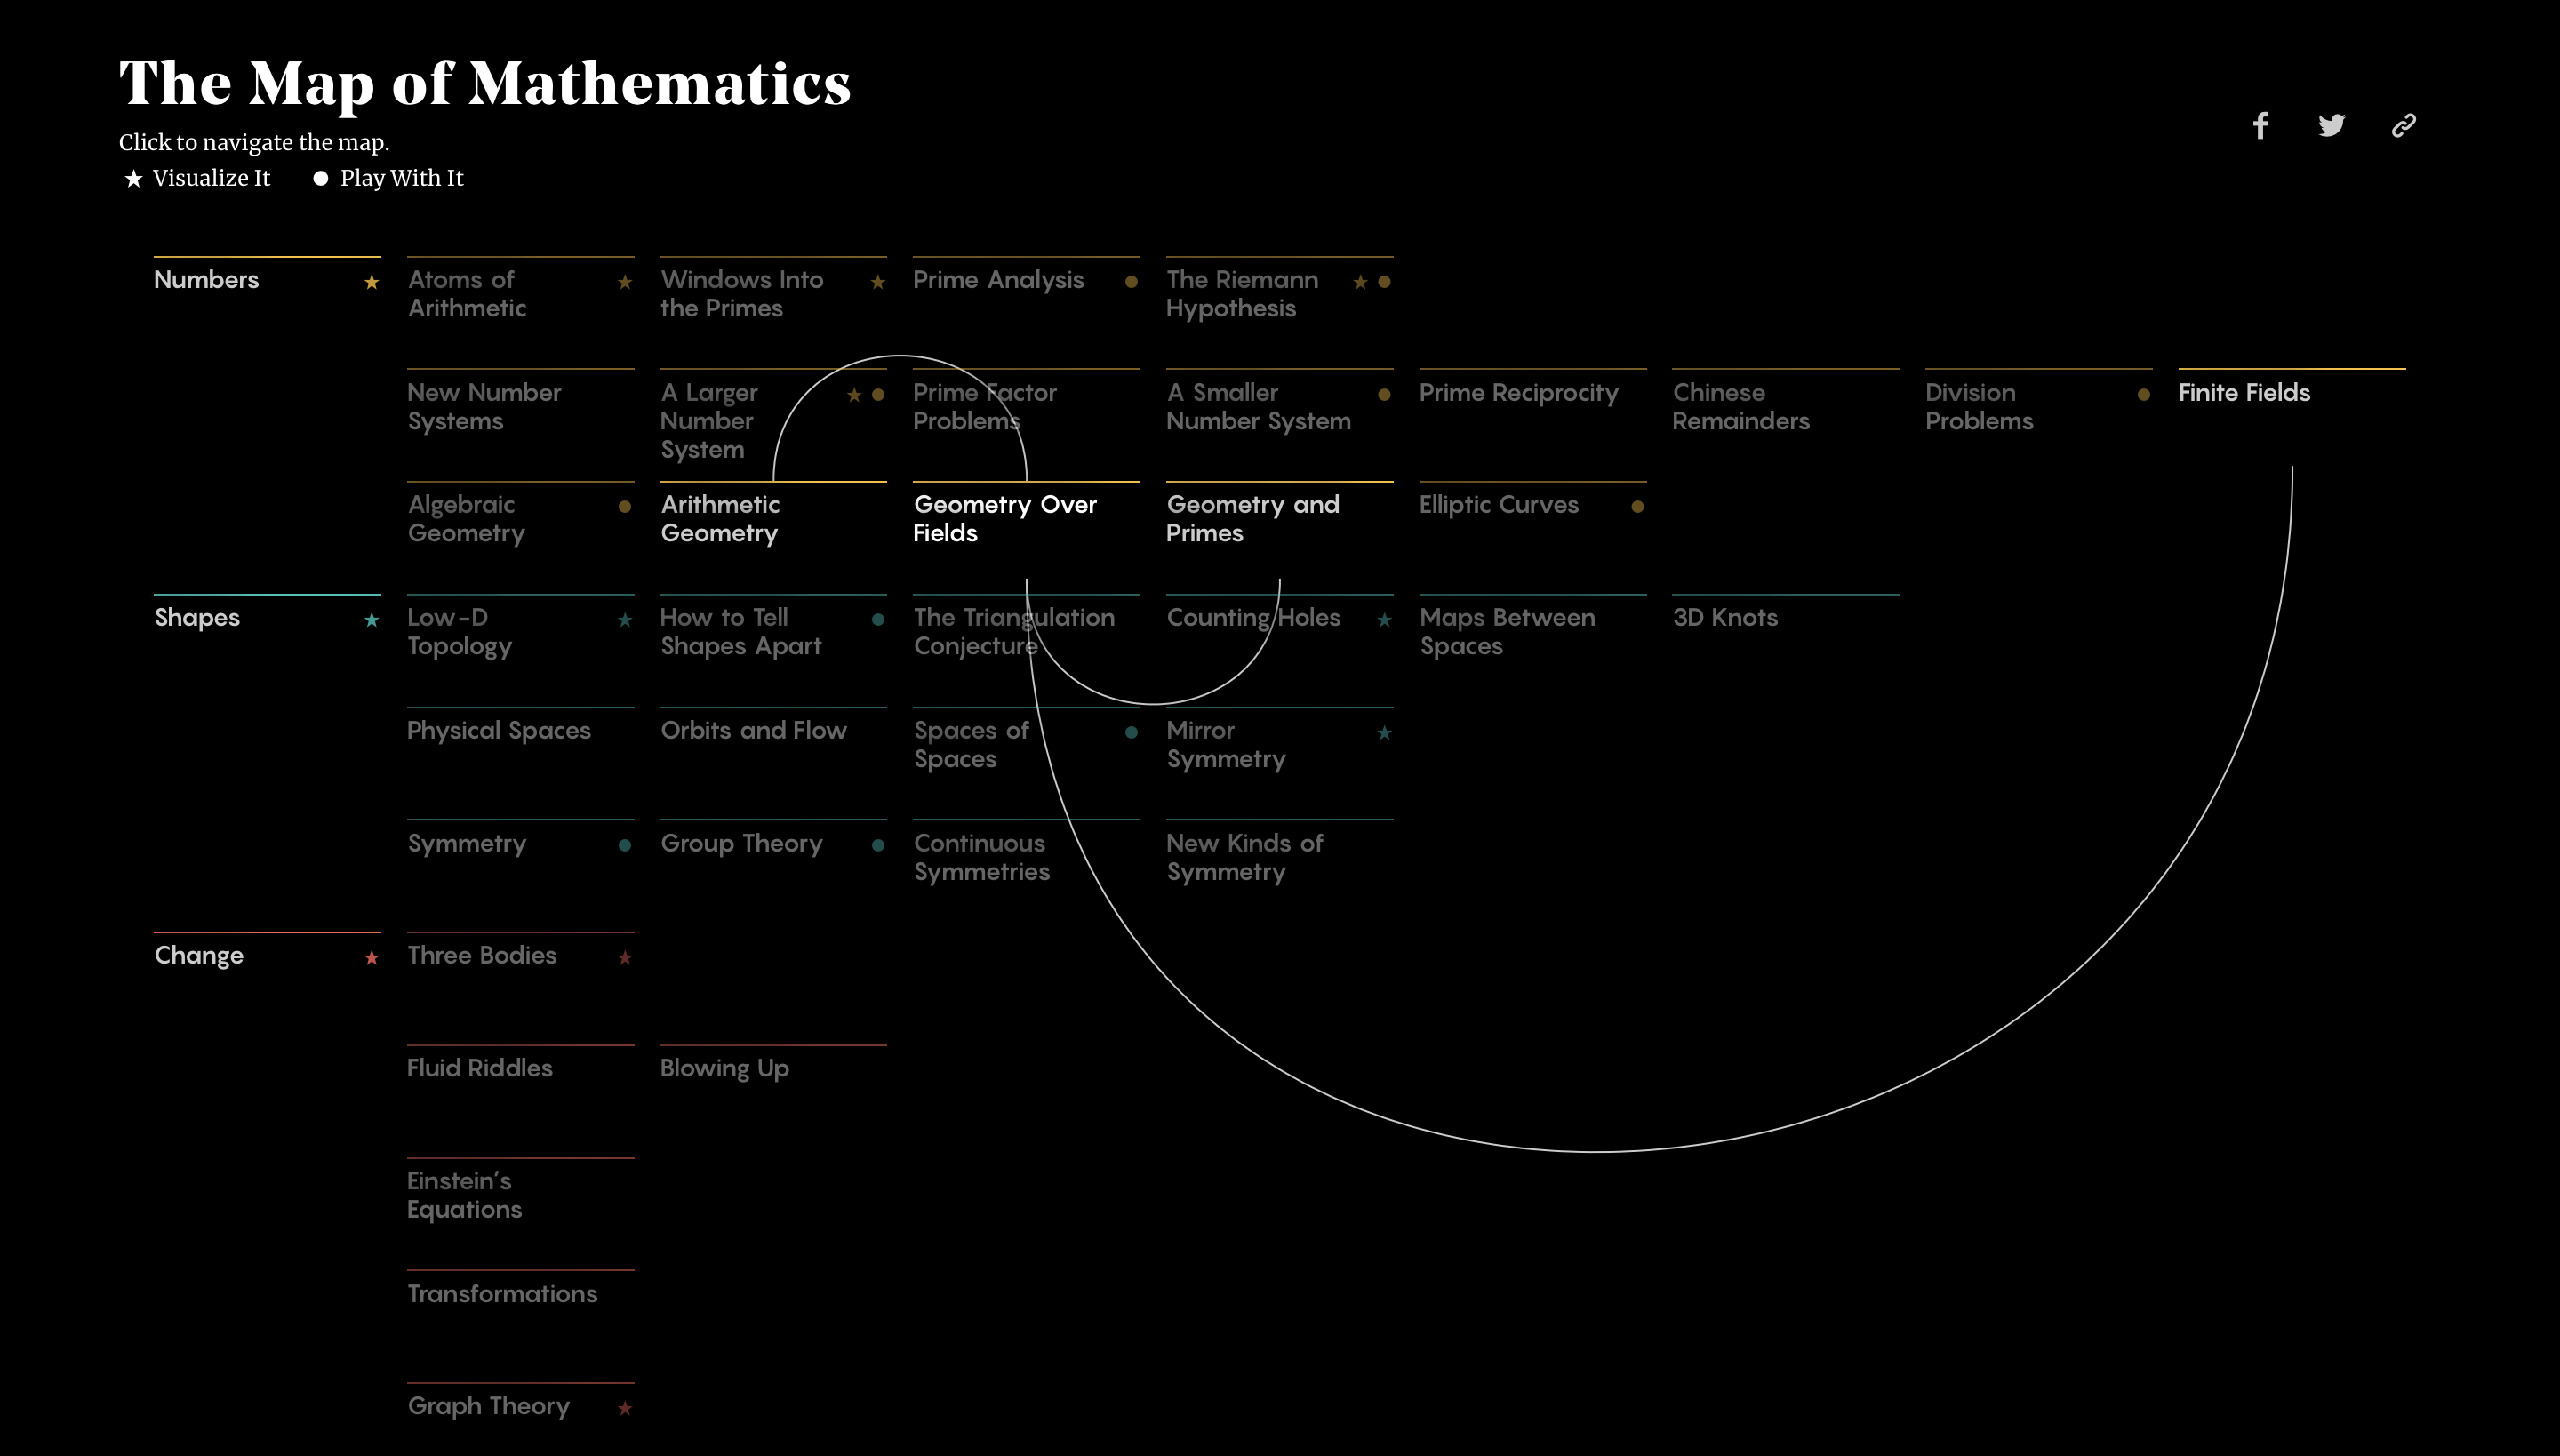 The Map of Mathematics
Click to navigate the map.
★ Visualize It ● Play With It
Numbers
Atoms of
Arithmetic
Windows Into
the Primes
Prime Analysis
The Riemann
Hypothesis
New Number
Systems
A Larger
Number
System
Prime Factor
Problems
A Smaller
Number System
Prime Reciprocity
Chinese
Remainders
Division
Problems
Finite Fields
Algebraic
Geometry
Arithmetic
Geometry
Geometry Over
Fields
Geometry and
Primes
Elliptic Curves
Shapes
Low-D
Topology
How to Tell
Shapes Apart
The Triangulation
Conjecture
Counting Holes
Maps Between
Spaces
3D Knots
Physical Spaces
Orbits and Flow
Spaces of
Spaces
Mirror
Symmetry
Symmetry
Group Theory
Continuous
Symmetries
New Kinds of
Symmetry
Change
Three Bodies
Fluid Riddles
Blowing Up
Einstein’s
Equations
Transformations
Graph Theory